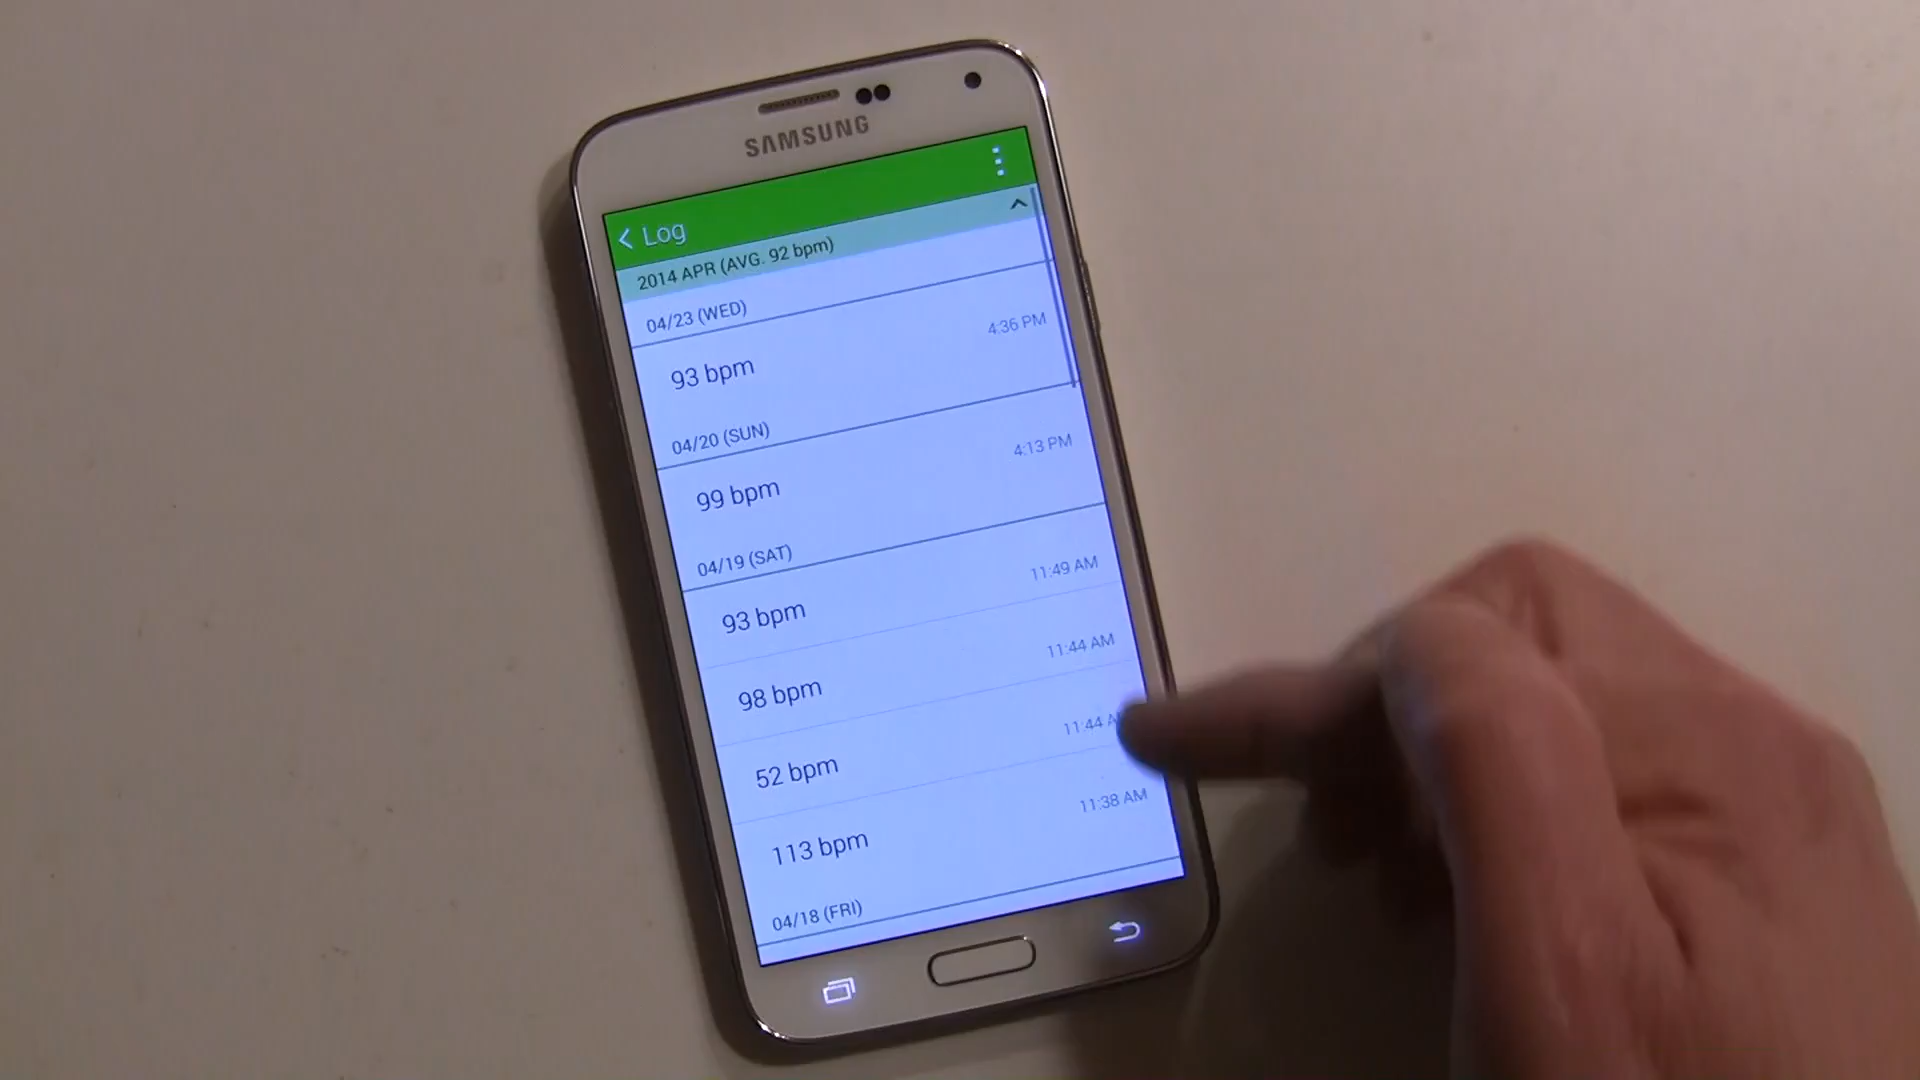 SAMSUNG
Log
2014 APR (AVG. 92 bpm)
04/23 (WED)
4:36 PM
93 bpm
04/20 (SUN)
4:13 PM
99 bpm
04/19 (SAT)
11:49 AM
93 bpm
11:44 AM
98 bpm
11:44 A
52 bpm
11:38 AM
113 bpm
04/18 (FRI)